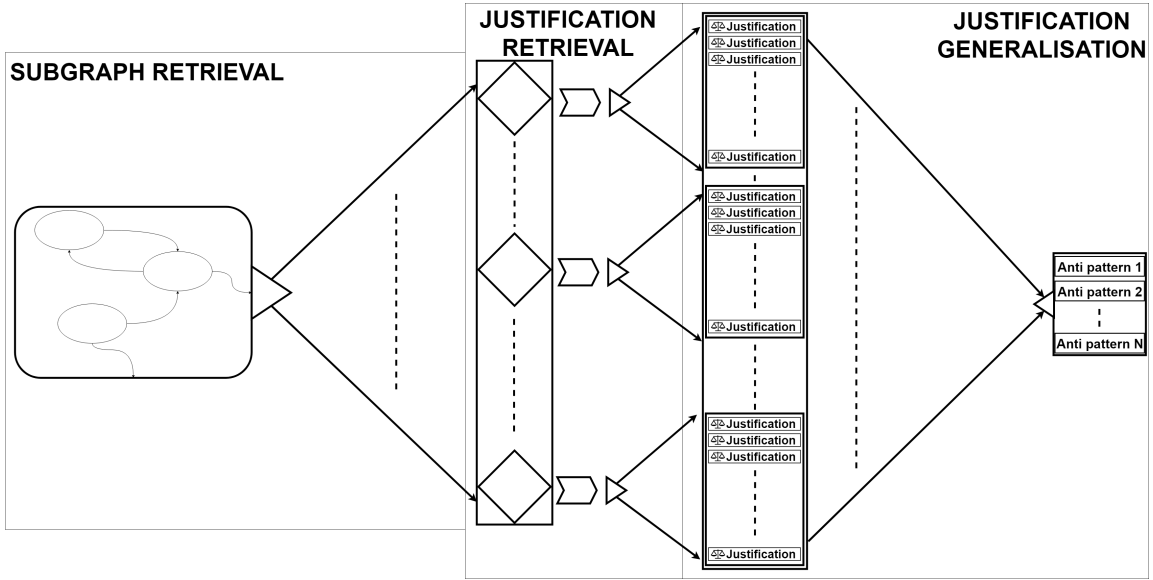 SUBGRAPH RETRIEVAL
JUSTIFICATION
RETRIEVAL
JUSTIFICATION
GENERALISATION
Justification
Justification
Justification
Justification
Justification
Justification
Justification
Justification
Justification
Justification
Justification
Justification
Anti pattern 1
Anti pattern 2
Anti pattern N